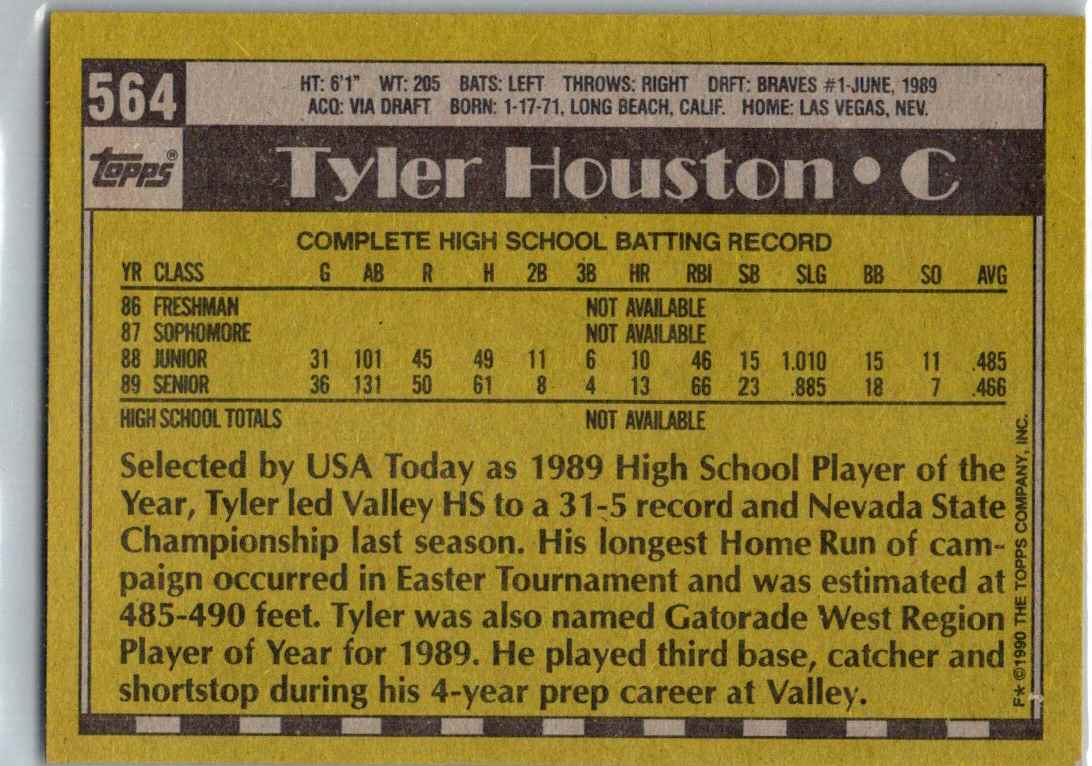 564
HT: 6'1" WT: 205 BATS: LEFT THROWS: RIGHT DRFT: BRAVES #1-JUNE, 1989
ACQ: VIA DRAFT BORN: 1-17-71, LONG BEACH, CALIF. HOME: LAS VEGAS, NEV.
topps®
Tyler Houston • C
COMPLETE HIGH SCHOOL BATTING RECORD
YR CLASS G AB R H 2B 3B HR RBI SB SLG BB SO AVG
86 FRESHMAN NOT AVAILABLE
87 SOPHOMORE NOT AVAILABLE
88 JUNIOR 31 101 45 49 11 6 10 46 15 1.010 15 11 .485
89 SENIOR 36 131 50 61 8 4 13 66 23 .885 18 7 .466
HIGH SCHOOL TOTALS NOT AVAILABLE
Selected by USA Today as 1989 High School Player of the
Year, Tyler led Valley HS to a 31-5 record and Nevada State
Championship last season. His longest Home Run of cam-
paign occurred in Easter Tournament and was estimated at
485-490 feet. Tyler was also named Gatorade West Region
Player of Year for 1989. He played third base, catcher and
shortstop during his 4-year prep career at Valley.
F* ©1990 THE TOPPS COMPANY, INC.